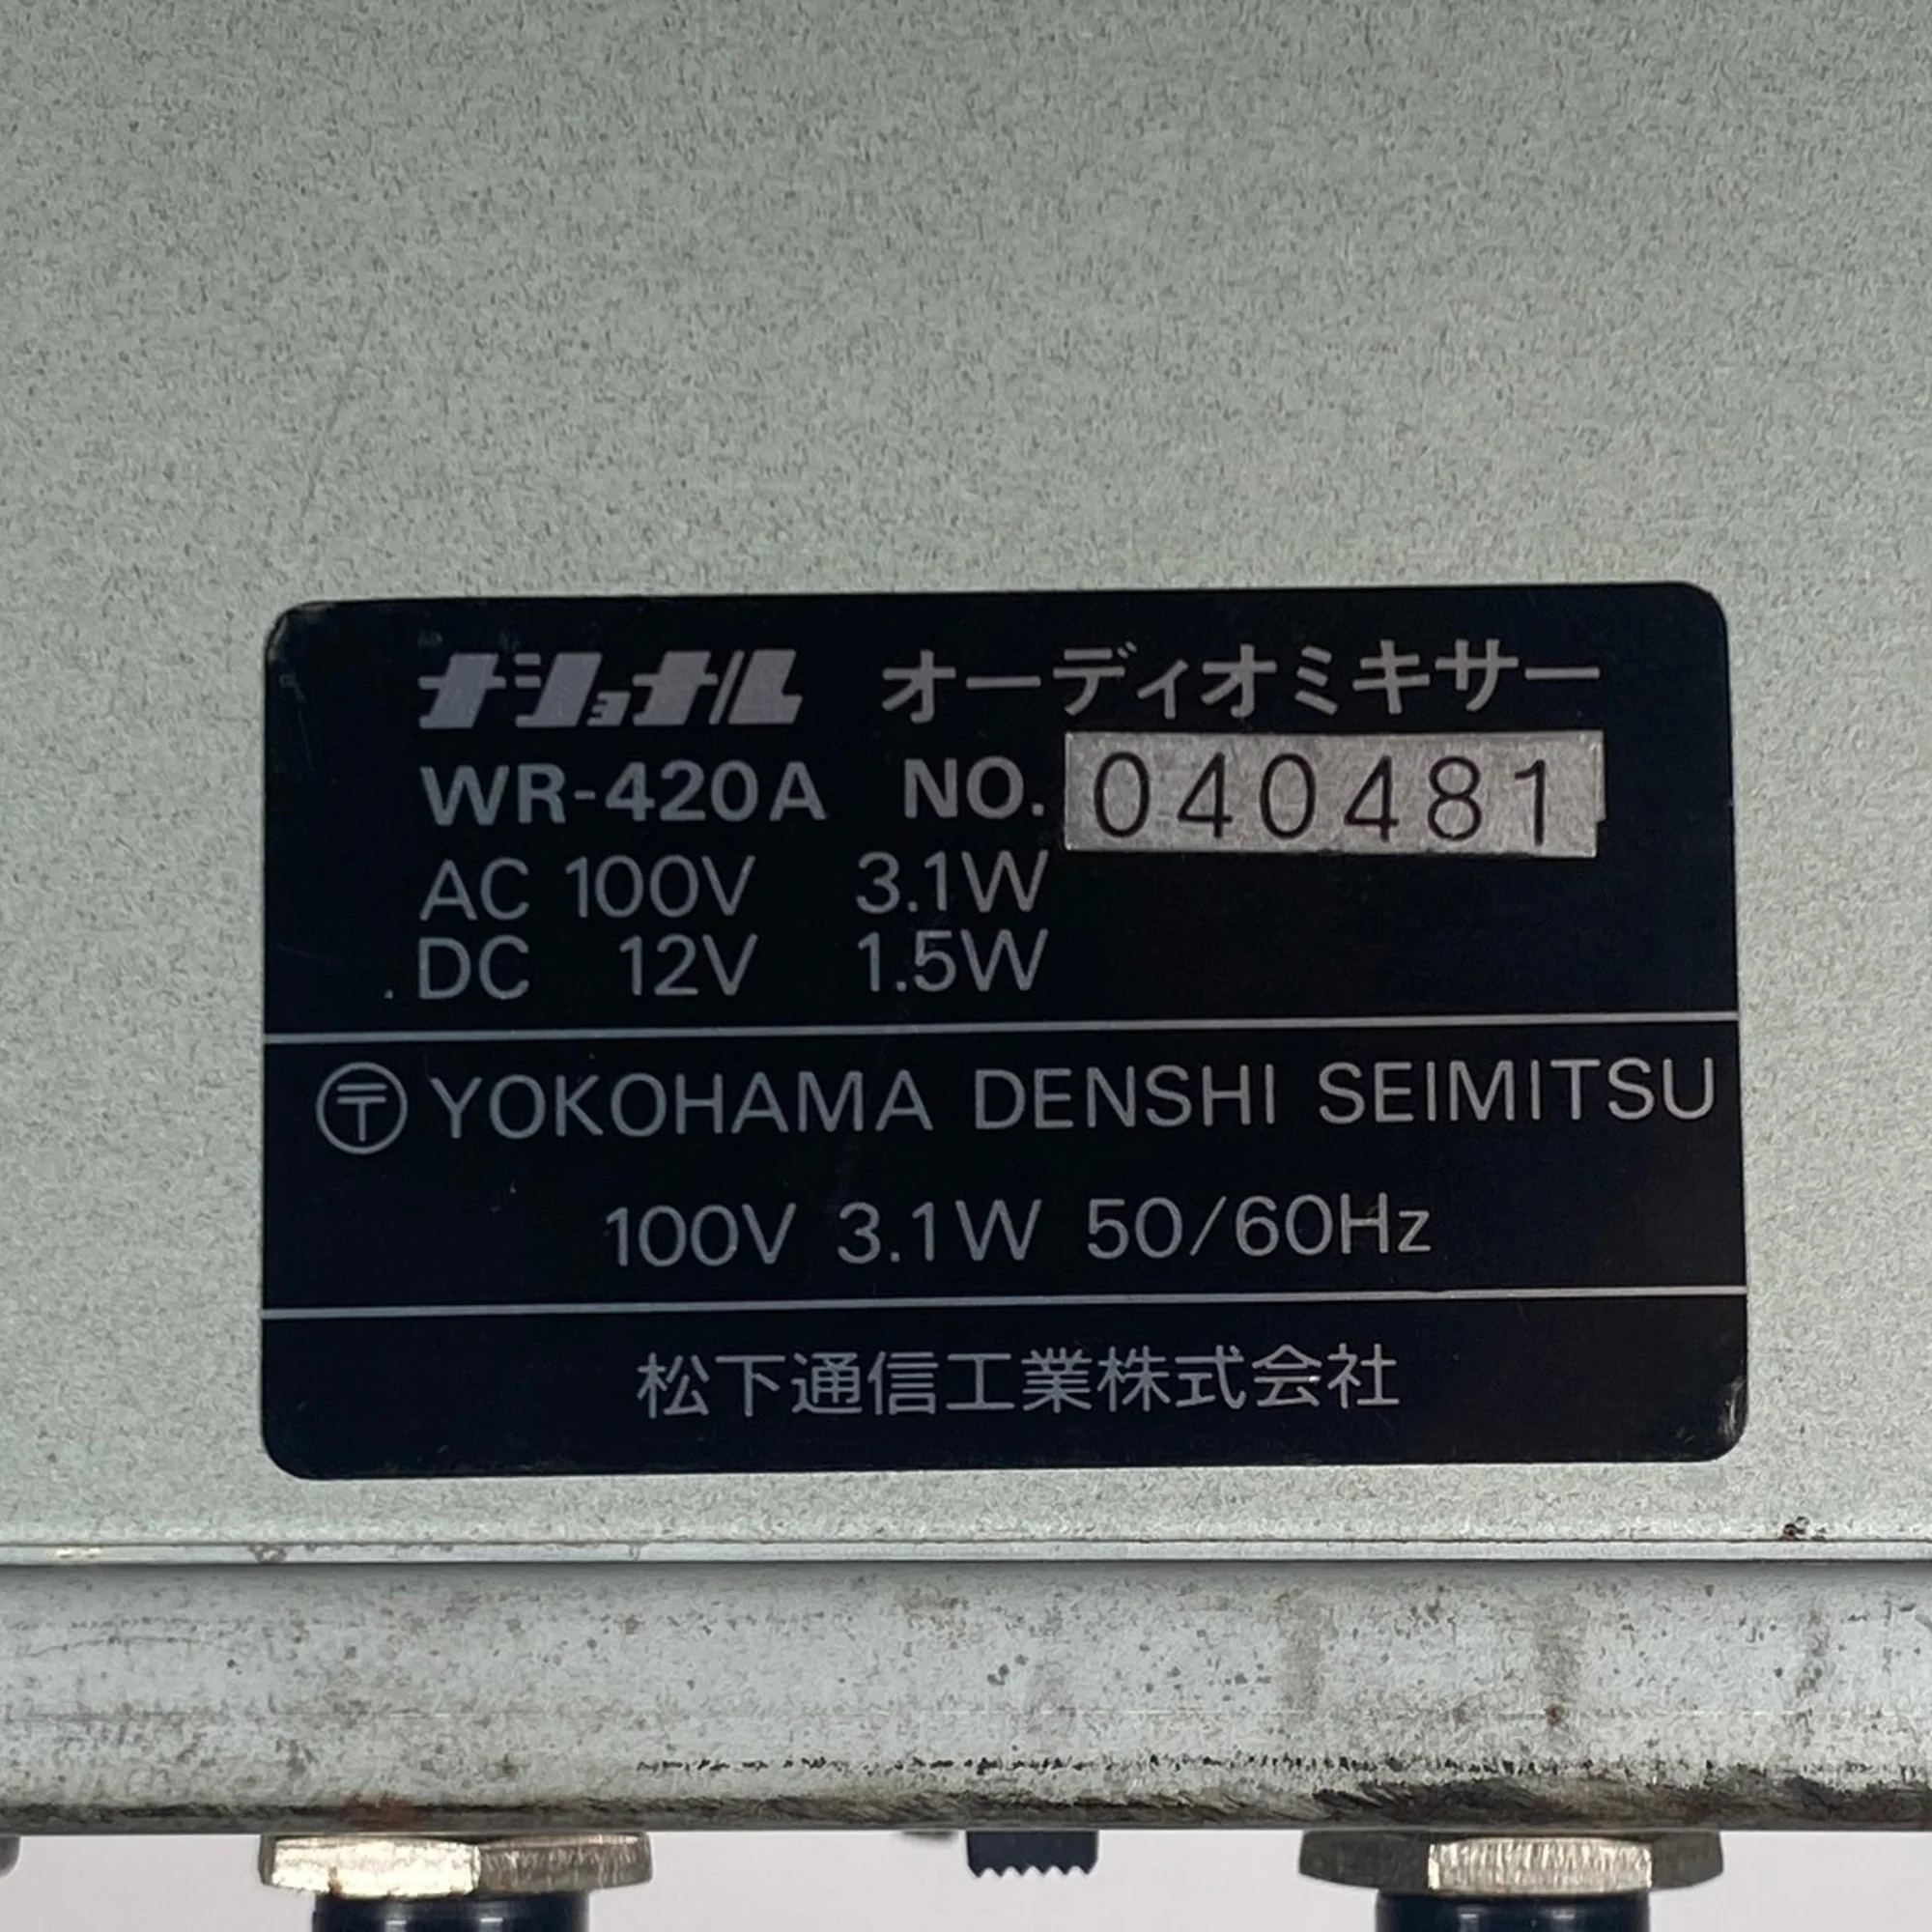 ナショナル オーディオミキサー
WR-420A NO. 040481
AC 100V 3.1W
DC 12V 1.5W
〶 YOKOHAMA DENSHI SEIMITSU
100V 3.1W 50/60Hz
松下通信工業株式会社